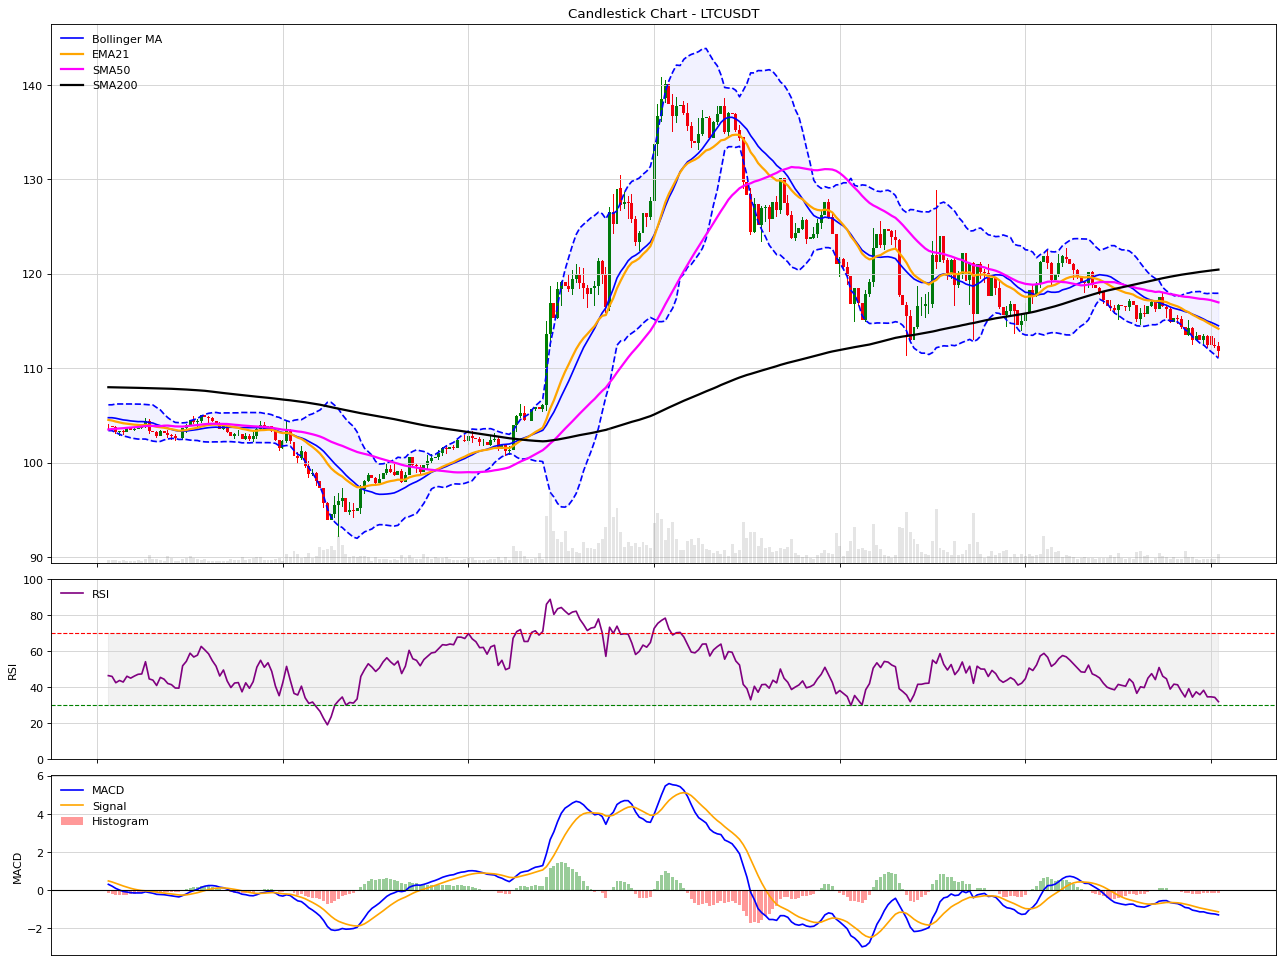 Candlestick Chart - LTCUSDT
Bollinger MA
EMA21
SMA50
SMA200
140
130
120
110
100
90
RSI
100
80
60
40
20
0
RSI
MACD
Signal
Histogram
6
4
2
0
−2
MACD